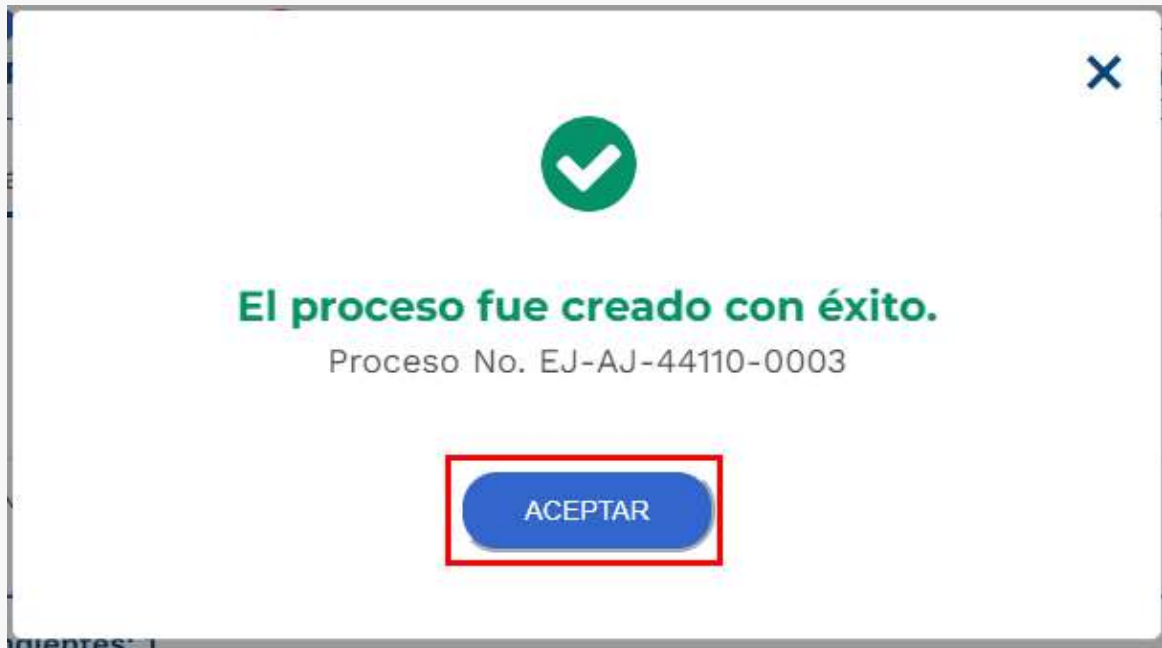 El proceso fue creado con éxito.
Proceso No. EJ-AJ-44110-0003
ACEPTAR